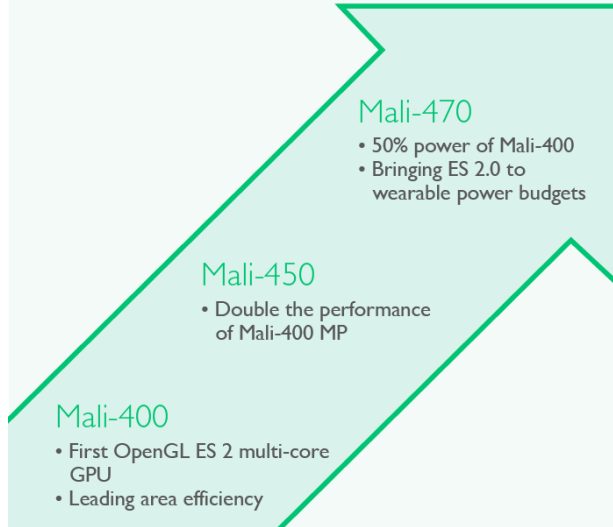 Mali-470
• 50% power of Mali-400
• Bringing ES 2.0 to
wearable power budgets
Mali-450
• Double the performance
of Mali-400 MP
Mali-400
• First OpenGL ES 2 multi-core
GPU
• Leading area efficiency